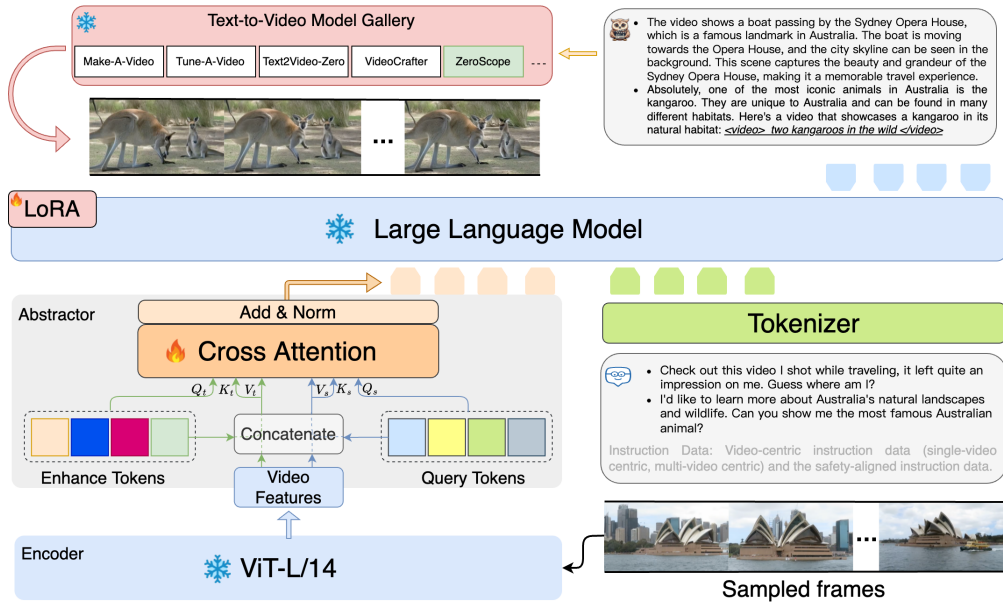 Text-to-Video Model Gallery
Make-A-Video
Tune-A-Video
Text2Video-Zero
VideoCrafter
ZeroScope
---
• The video shows a boat passing by the Sydney Opera House,
which is a famous landmark in Australia. The boat is moving
towards the Opera House, and the city skyline can be seen in the
background. This scene captures the beauty and grandeur of the
Sydney Opera House, making it a memorable travel experience.
• Absolutely, one of the most iconic animals in Australia is the
kangaroo. They are unique to Australia and can be found in many
different habitats. Here's a video that showcases a kangaroo in its
natural habitat: <video> two kangaroos in the wild </video>
...
LoRA
Large Language Model
Abstractor
Add & Norm
Cross Attention
Qt Kt Vt
Vs Ks Qs
Concatenate
Enhance Tokens
Video
Features
Query Tokens
Encoder
ViT-L/14
Tokenizer
• Check out this video I shot while traveling, it left quite an
impression on me. Guess where am I?
• I'd like to learn more about Australia's natural landscapes
and wildlife. Can you show me the most famous Australian
animal?
Instruction Data: Video-centric instruction data (single-video
centric, multi-video centric) and the safety-aligned instruction data.
...
Sampled frames